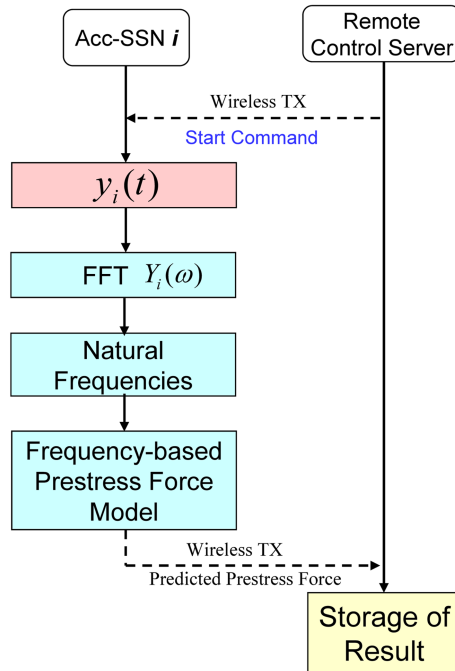 Acc-SSN i
Remote
Control Server
Wireless TX
Start Command
y_i(t)
FFT Y_i(ω)
Natural
Frequencies
Frequency-based
Prestress Force
Model
Wireless TX
Predicted Prestress Force
Storage of
Result